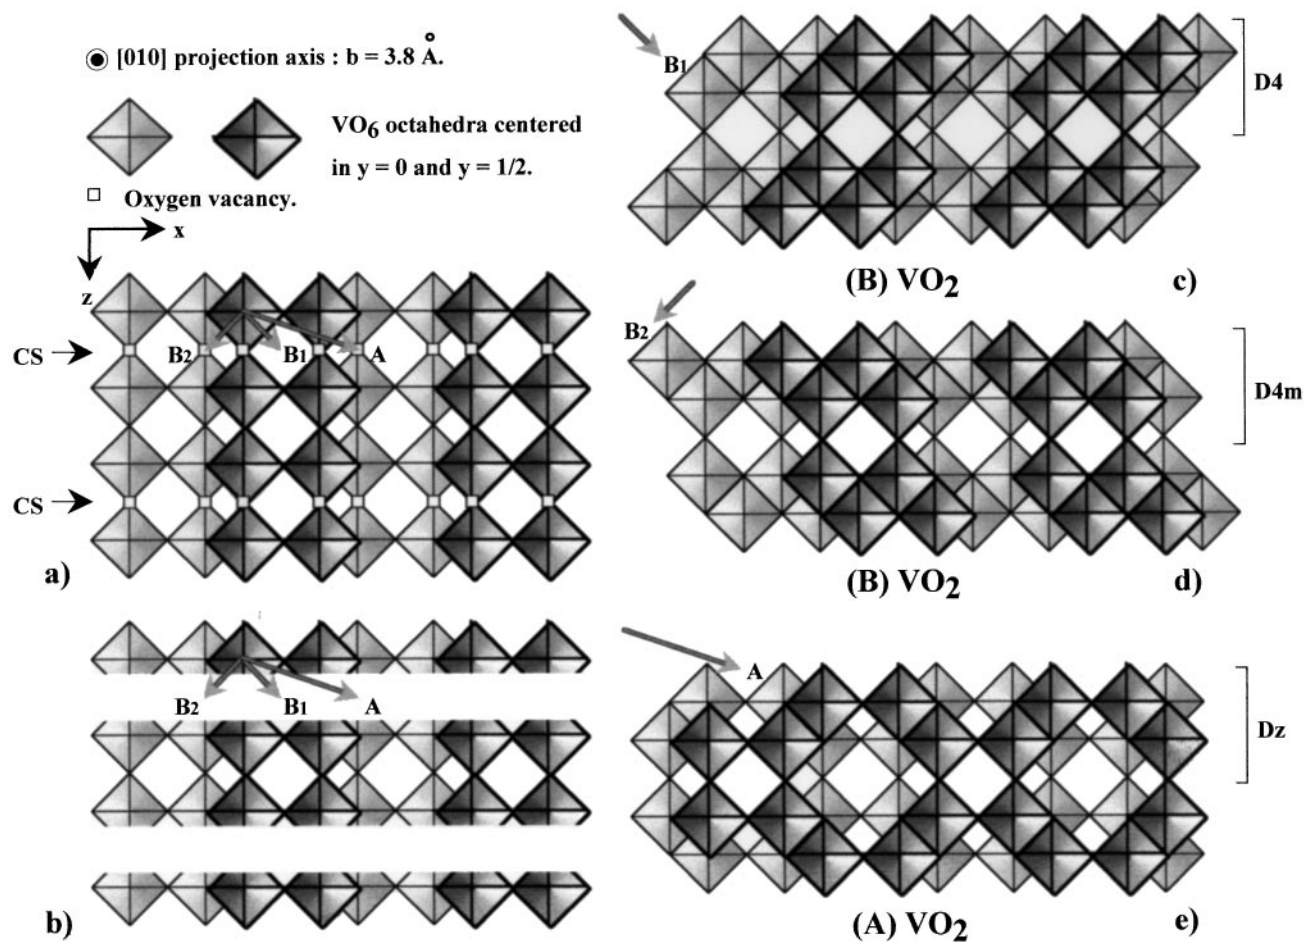 [010] projection axis : b = 3.8 Å.
VO6 octahedra centered
in y = 0 and y = 1/2.
Oxygen vacancy.
x
z
CS
B2
B1
A
CS
a)
B2
B1
A
b)
B1
D4
(B) VO2
c)
B2
D4m
(B) VO2
d)
A
Dz
(A) VO2
e)